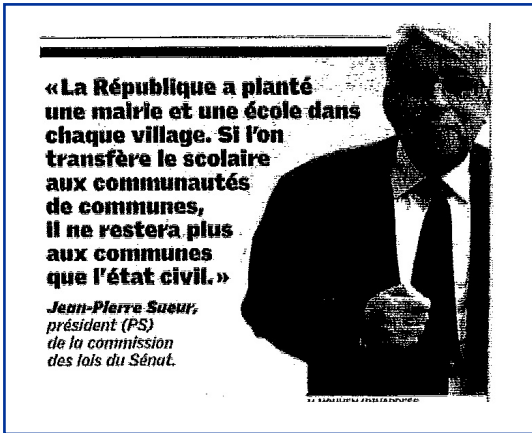 «La République a planté
une mairie et une école dans
chaque village. Si l'on
transfère le scolaire
aux communautés
de communes,
il ne restera plus
aux communes
que l'état civil.»
Jean-Pierre Sueur,
président (PS)
de la commission
des lois du Sénat.